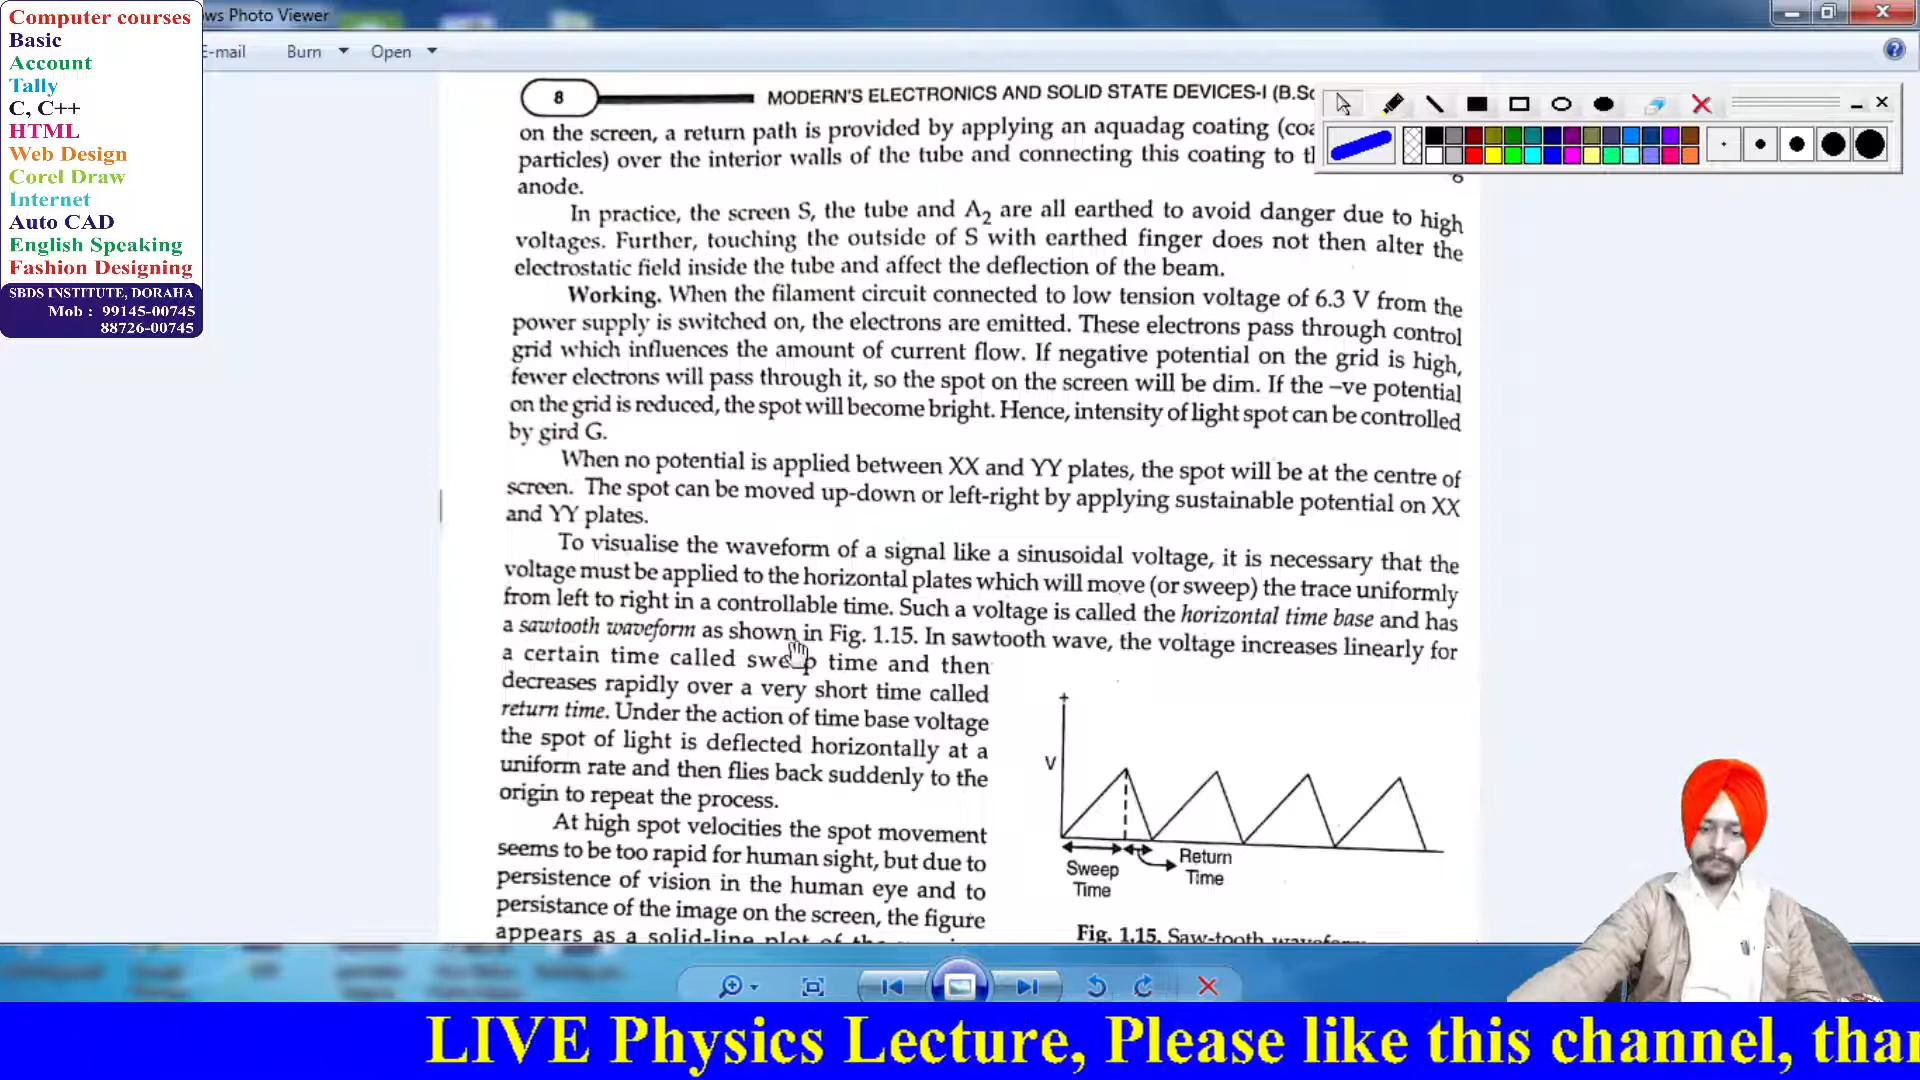 Computer courses
Basic
Account
Tally
C, C++
HTML
Web Design
Corel Draw
Internet
Auto CAD
English Speaking
Fashion Designing
SBDS INSTITUTE, DORAHA
Mob : 99145-00745
88726-00745
ws Photo Viewer
E-mail Burn Open
8 MODERN'S ELECTRONICS AND SOLID STATE DEVICES-I (B.Sc
on the screen, a return path is provided by applying an aquadag coating (coa
particles) over the interior walls of the tube and connecting this coating to t
anode.
In practice, the screen S, the tube and A2 are all earthed to avoid danger due to high
voltages. Further, touching the outside of S with earthed finger does not then alter the
electrostatic field inside the tube and affect the deflection of the beam.
Working. When the filament circuit connected to low tension voltage of 6.3 V from the
power supply is switched on, the electrons are emitted. These electrons pass through control
grid which influences the amount of current flow. If negative potential on the grid is high,
fewer electrons will pass through it, so the spot on the screen will be dim. If the –ve potential
on the grid is reduced, the spot will become bright. Hence, intensity of light spot can be controlled
by gird G.
When no potential is applied between XX and YY plates, the spot will be at the centre of
screen. The spot can be moved up-down or left-right by applying sustainable potential on XX
and YY plates.
To visualise the waveform of a signal like a sinusoidal voltage, it is necessary that the
voltage must be applied to the horizontal plates which will move (or sweep) the trace uniformly
from left to right in a controllable time. Such a voltage is called the horizontal time base and has
a sawtooth waveform as shown in Fig. 1.15. In sawtooth wave, the voltage increases linearly for
a certain time called sweep time and then
decreases rapidly over a very short time called
return time. Under the action of time base voltage
the spot of light is deflected horizontally at a
uniform rate and then flies back suddenly to the
origin to repeat the process.
At high spot velocities the spot movement
seems to be too rapid for human sight, but due to
persistence of vision in the human eye and to
persistance of the image on the screen, the figure
appears as a solid-line plot of the
+
V
Sweep
Time
Return
Time
Fig. 1.15. Saw-tooth waveform
LIVE Physics Lecture, Please like this channel, than